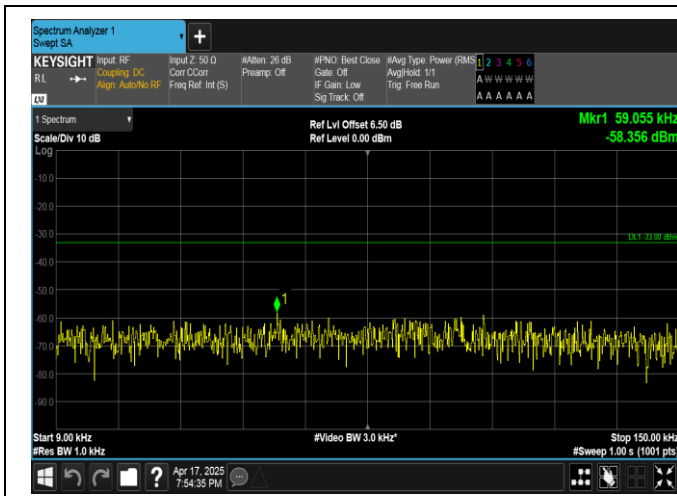 Spectrum Analyzer 1
Swept SA
+
KEYSIGHT Input: RF Input Z: 50 Ω #Atten: 26 dB #PNO: Best Close #Avg Type: Power (RMS 1 2 3 4 5 6
RL Coupling: DC Corr CCorr Preamp: Off Gate: Off Avg|Hold: 1/1 A W W W W W
Align: Auto/No RF Freq Ref: Int (S) IF Gain: Low Trig: Free Run
LXI Sig Track: Off A A A A A A
1 Spectrum Ref Lvl Offset 6.50 dB Mkr1 59.055 kHz
Scale/Div 10 dB Ref Level 0.00 dBm -58.356 dBm
Log
-10.0
-20.0
-30.0 DL1 -33.00 dBm
-40.0
-50.0
1
-60.0
-70.0
-80.0
-90.0
Start 9.00 kHz #Video BW 3.0 kHz* Stop 150.00 kHz
#Res BW 1.0 kHz #Sweep 1.00 s (1001 pts)
? Apr 17, 2025
7:54:35 PM